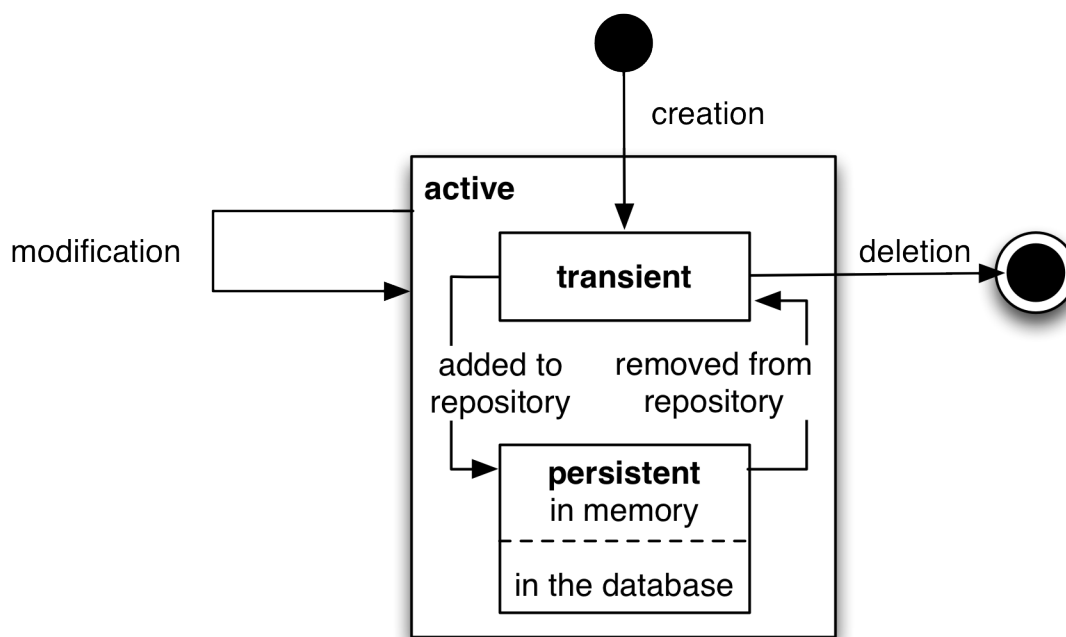 creation
active
modification
transient
deletion
added to
repository
removed from
repository
persistent
in memory
in the database